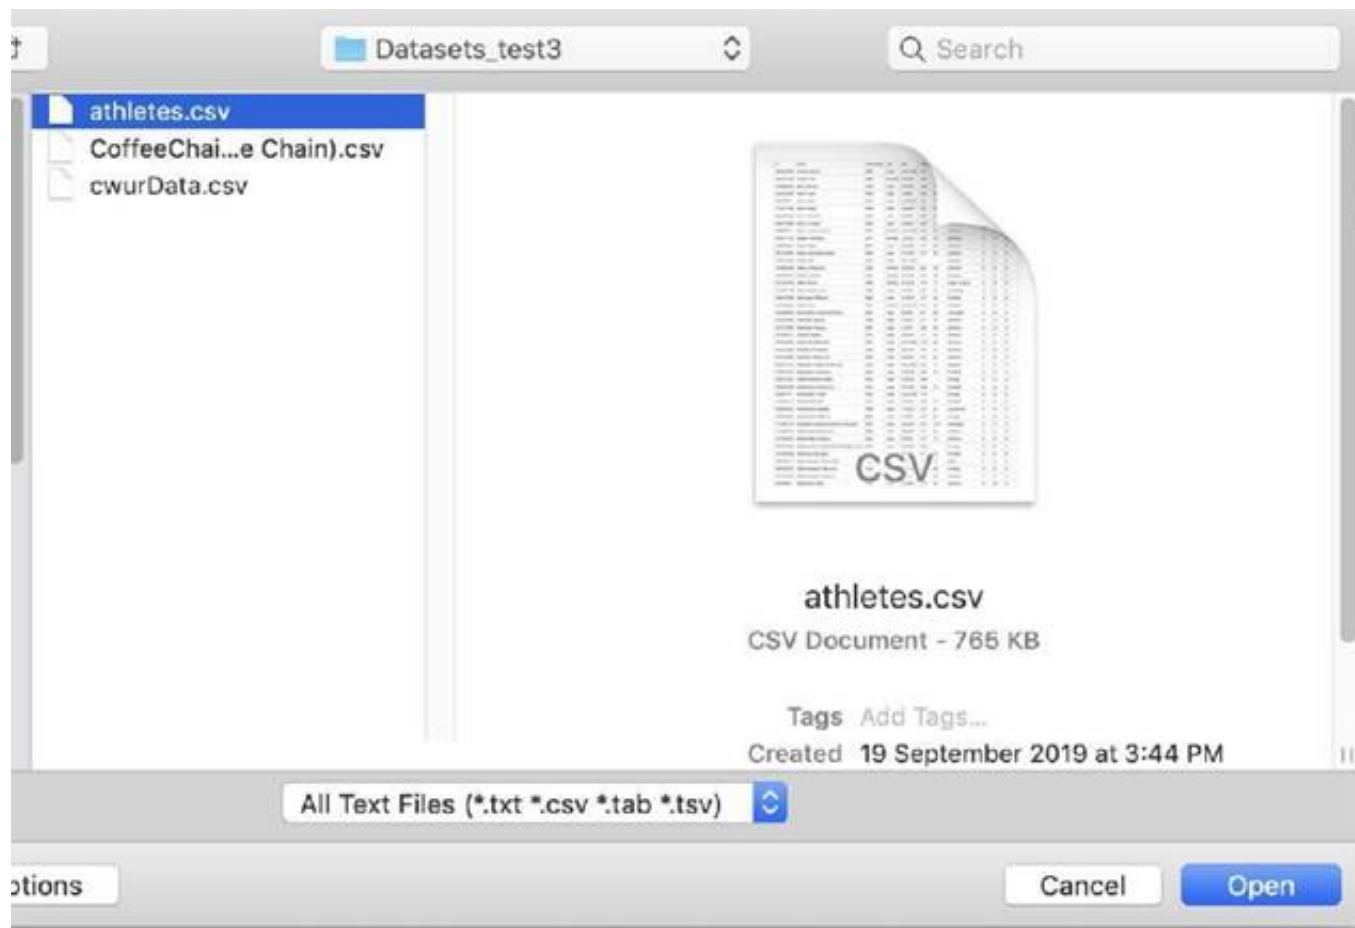 Datasets_test3
Search
athletes.csv
CoffeeChai...e Chain).csv
cwurData.csv
CSV
athletes.csv
CSV Document - 765 KB
Tags Add Tags...
Created 19 September 2019 at 3:44 PM
All Text Files (*.txt *.csv *.tab *.tsv)
ptions
Cancel
Open